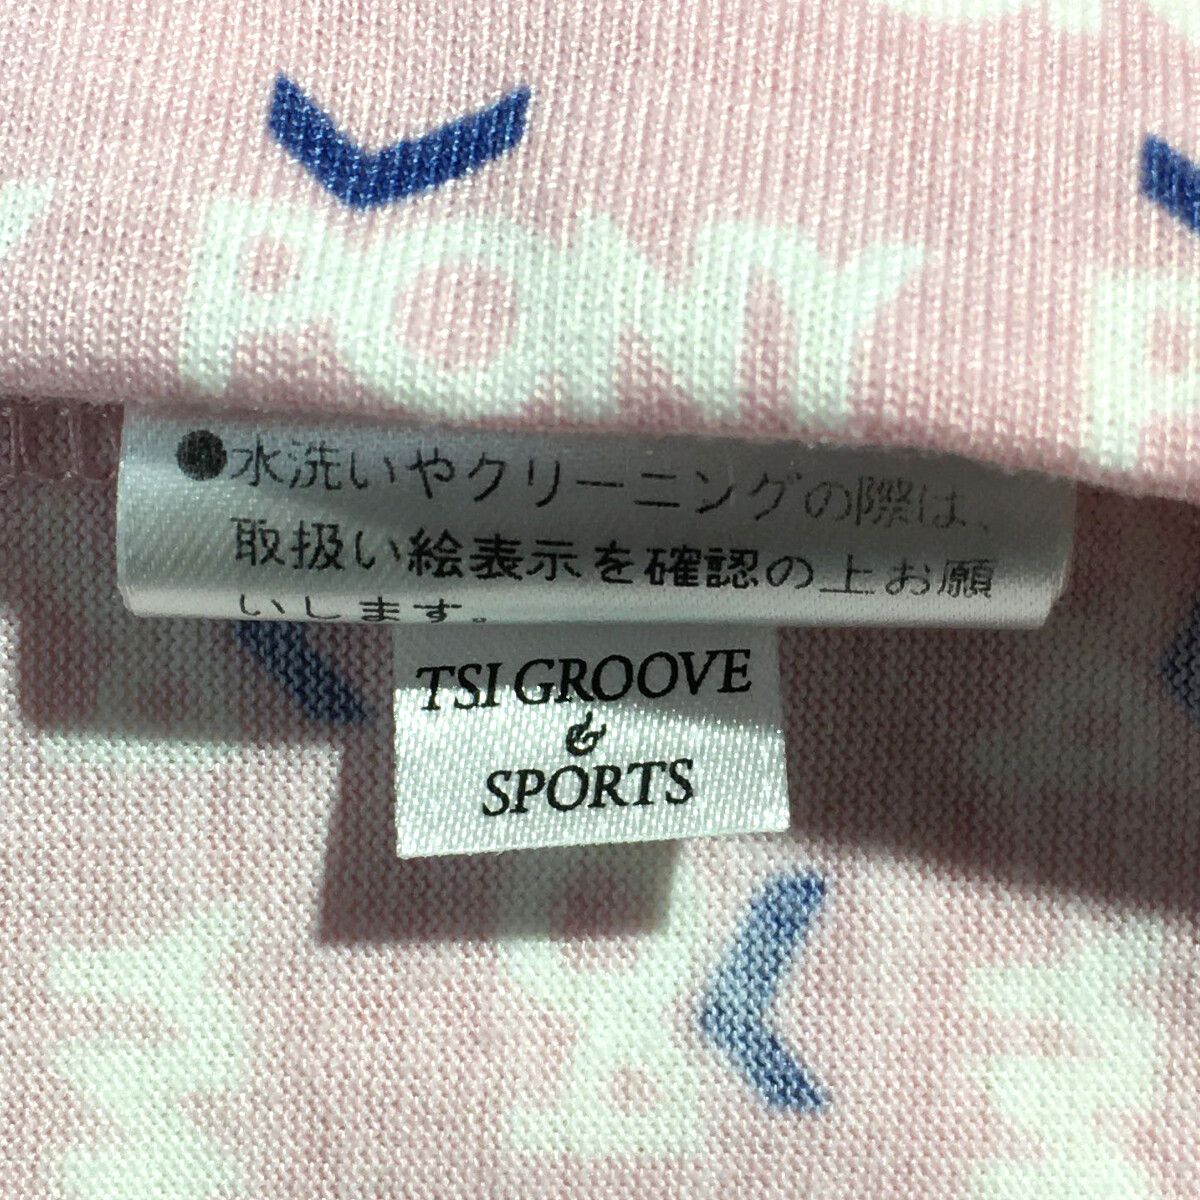 PONY
●水洗いやクリーニングの際は、
取扱い絵表示を確認の上お願
いします。
TSI GROOVE
&
SPORTS